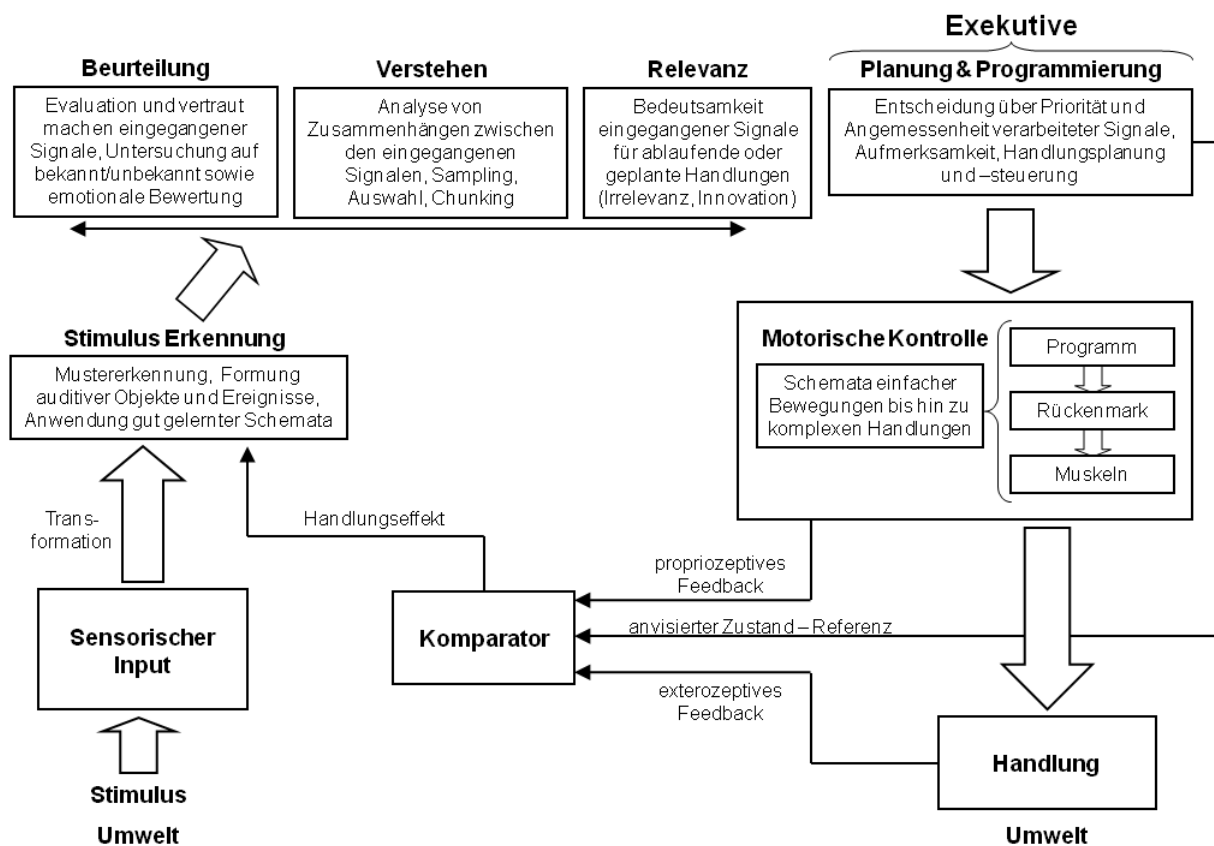 Exekutive
Beurteilung
Evaluation und vertraut
machen eingegangener
Signale, Untersuchung auf
bekannt/unbekannt sowie
emotionale Bewertung
Verstehen
Analyse von
Zusammenhängen zwischen
den eingegangenen
Signalen, Sampling,
Auswahl, Chunking
Relevanz
Bedeutsamkeit
eingegangener Signale
für ablaufende oder
geplante Handlungen
(Irrelevanz, Innovation)
Planung & Programmierung
Entscheidung über Priorität und
Angemessenheit verarbeiteter Signale,
Aufmerksamkeit, Handlungsplanung
und –steuerung
Stimulus Erkennung
Mustererkennung, Formung
auditiver Objekte und Ereignisse,
Anwendung gut gelernter Schemata
Motorische Kontrolle
Schemata einfacher
Bewegungen bis hin zu
komplexen Handlungen
Programm
Rückenmark
Muskeln
Trans-
formation
Handlungseffekt
propriozeptives
Feedback
Sensorischer
Input
Komparator
anvisierter Zustand – Referenz
exterozeptives
Feedback
Handlung
Stimulus
Umwelt
Umwelt